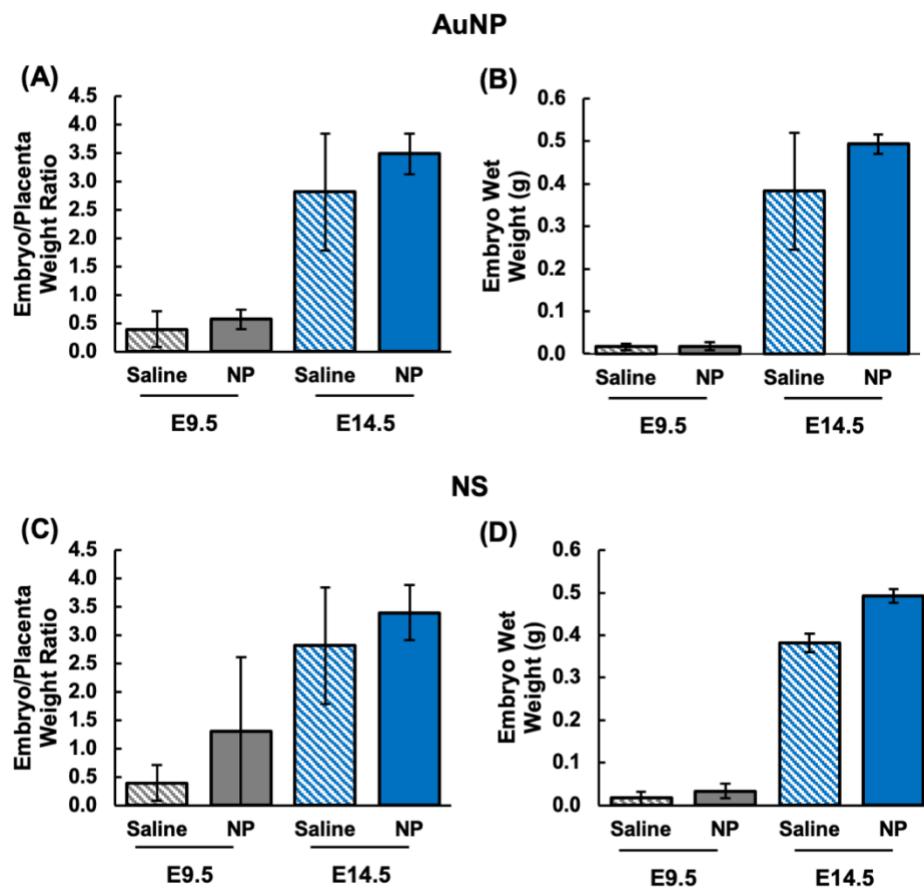 AuNP
(A)
Embryo/Placenta
Weight Ratio
4.5
4.0
3.5
3.0
2.5
2.0
1.5
1.0
0.5
0.0
Saline NP Saline NP
E9.5 E14.5
(B)
Embryo Wet
Weight (g)
0.6
0.5
0.4
0.3
0.2
0.1
0.0
Saline NP Saline NP
E9.5 E14.5
NS
(C)
Embryo/Placenta
Weight Ratio
4.5
4.0
3.5
3.0
2.5
2.0
1.5
1.0
0.5
0.0
Saline NP Saline NP
E9.5 E14.5
(D)
Embryo Wet
Weight (g)
0.6
0.5
0.4
0.3
0.2
0.1
0.0
Saline NP Saline NP
E9.5 E14.5